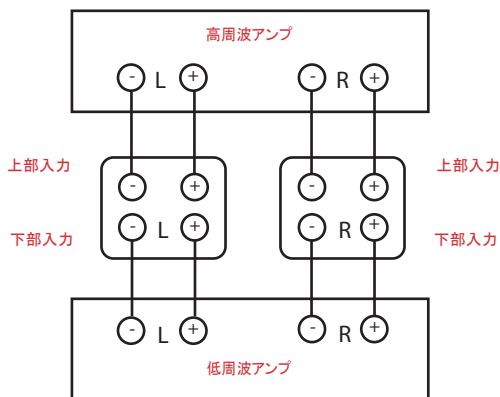 高周波アンプ
- L + - R +
上部入力 上部入力
- + - +
下部入力 - L + - R + 下部入力
- L + - R +
低周波アンプ